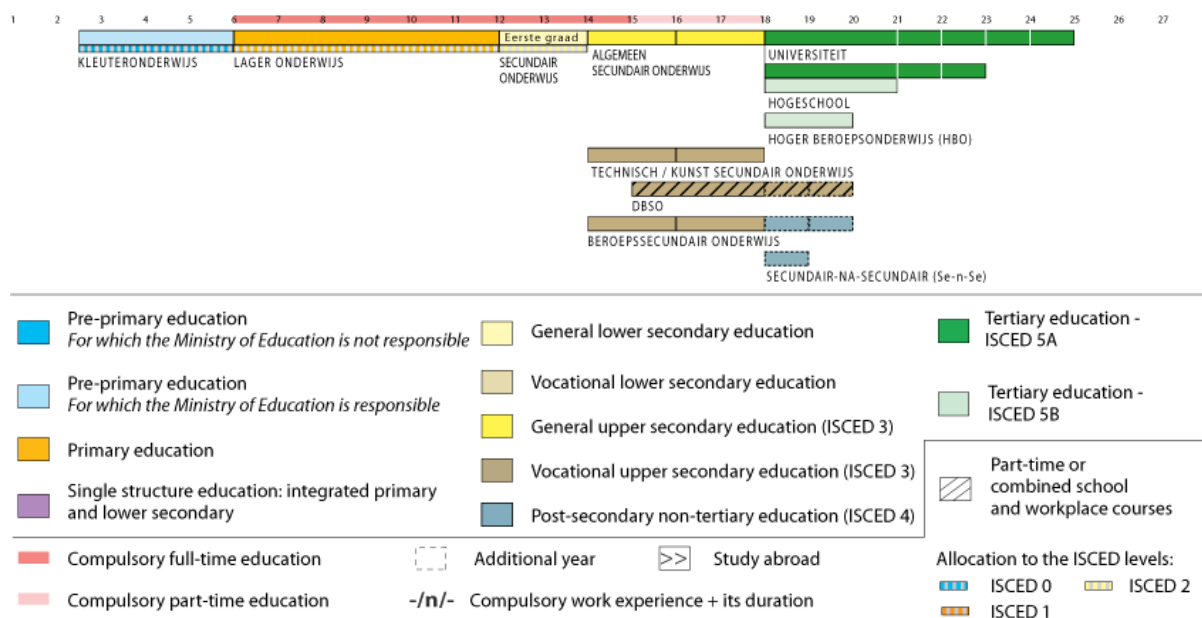 1 2 3 4 5 6 7 8 9 10 11 12 13 14 15 16 17 18 19 20 21 22 23 24 25 26 27
Eerste graad
KLEUTERONDERWIJS
LAGER ONDERWIJS
SECUNDAIR
ONDERWIJS
ALGEMEEN
SECUNDAIR ONDERWIJS
UNIVERSITEIT
HOGESCHOOL
HOGER BEROEPSONDERWIJS (HBO)
TECHNISCH / KUNST SECUNDAIR ONDERWIJS
DBSO
BEROEPSSECUNDAIR ONDERWIJS
SECUNDAIR-NA-SECUNDAIR (Se-n-Se)
Pre-primary education
For which the Ministry of Education is not responsible
Pre-primary education
For which the Ministry of Education is responsible
Primary education
Single structure education: integrated primary
and lower secondary
General lower secondary education
Vocational lower secondary education
General upper secondary education (ISCED 3)
Vocational upper secondary education (ISCED 3)
Post-secondary non-tertiary education (ISCED 4)
Tertiary education -
ISCED 5A
Tertiary education -
ISCED 5B
Part-time or
combined school
and workplace courses
Compulsory full-time education
Additional year
>> Study abroad
Compulsory part-time education
-/n/- Compulsory work experience + its duration
Allocation to the ISCED levels:
ISCED 0
ISCED 2
ISCED 1